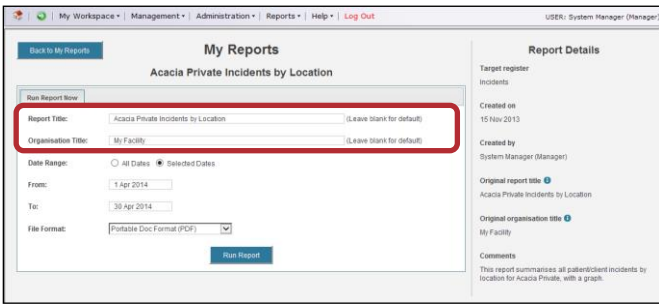 My Workspace | Management | Administration | Reports | Help | Log Out
USER: System Manager (Manager)
Back to My Reports
My Reports
Acacia Private Incidents by Location
Run Report Now
Report Title: Acacia Private Incidents by Location (Leave blank for default)
Organisation Title: My Facility (Leave blank for default)
Date Range: All Dates Selected Dates
From: 1 Apr 2014
To: 30 Apr 2014
File Format: Portable Doc Format (PDF)
Run Report
Report Details
Target register
Incidents
Created on
15 Nov 2013
Created by
System Manager (Manager)
Original report title
Acacia Private Incidents by Location
Original organisation title
My Facility
Comments
This report summarises all patient/client incidents by
location for Acacia Private, with a graph.